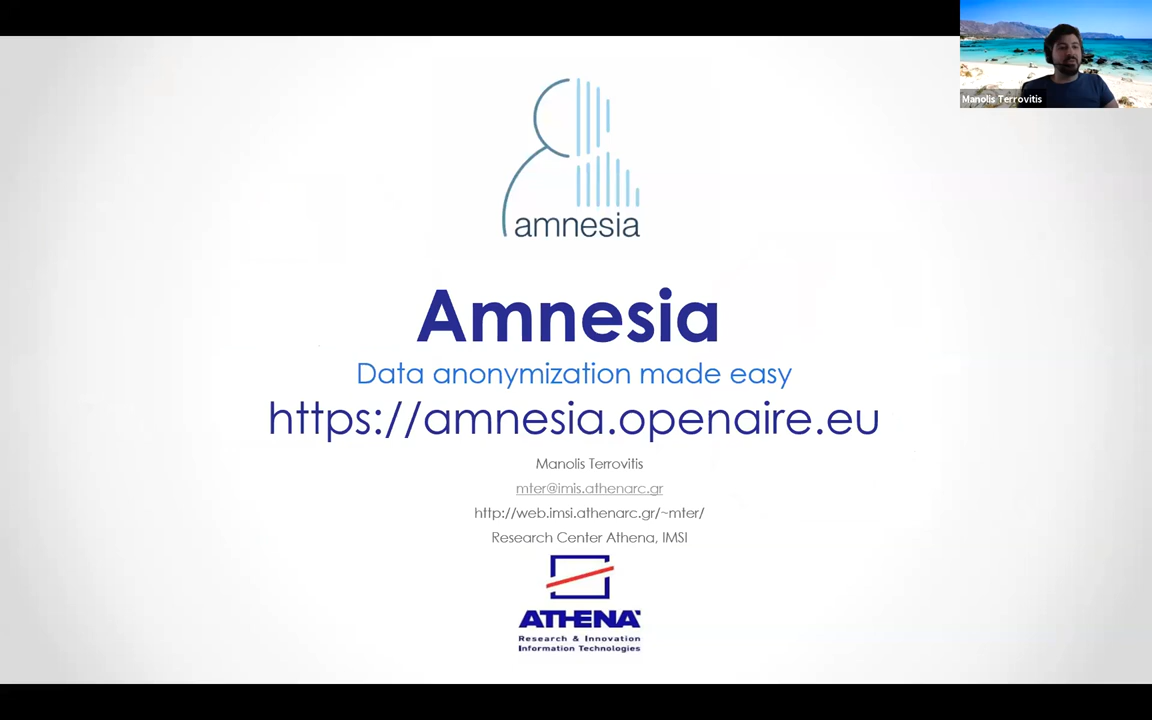 Manolis Terrovitis
amnesia
Amnesia
Data anonymization made easy
https://amnesia.openaire.eu
Manolis Terrovitis
mter@imis.athenarc.gr
http://web.imsi.athenarc.gr/~mter/
Research Center Athena, IMSI
ATHENA
Research & Innovation
Information Technologies